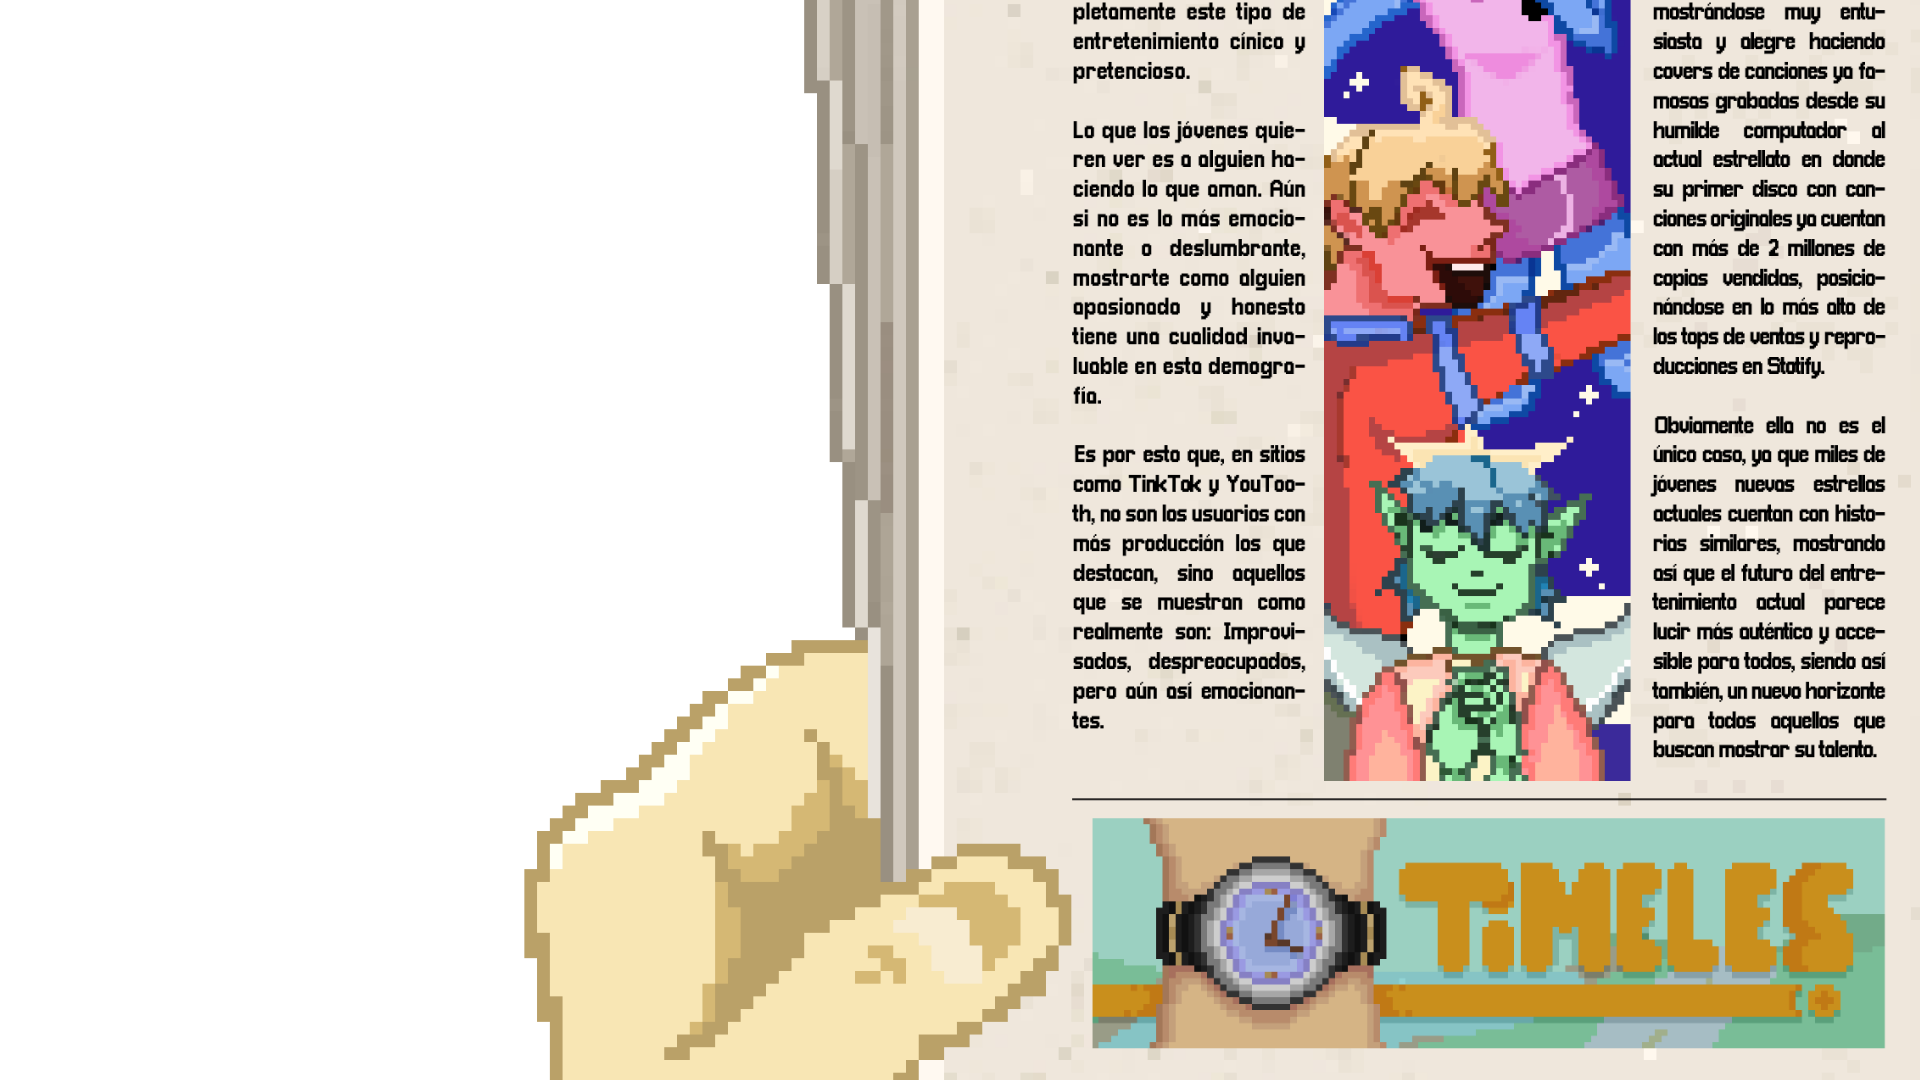 pletamente este tipo de
entretenimiento cínico y
pretencioso.
Lo que los jóvenes quie-
ren ver es a alguien ha-
ciendo lo que aman. Aún
si no es lo más emocio-
nante o deslumbrante,
mostrarte como alguien
apasionado y honesto
tiene una cualidad inva-
luable en esta demogra-
fía.
Es por esto que, en sitios
como TinkTok y YouToo-
th, no son los usuarios con
más producción los que
destacan, sino aquellos
que se muestran como
realmente son: Improvi-
sados, despreocupados,
pero aún así emocionan-
tes.
mostrándose muy entu-
siasta y alegre haciendo
covers de canciones ya fa-
mosas grabadas desde su
humilde computador al
actual estrellato en donde
su primer disco con can-
ciones originales ya cuentan
con más de 2 millones de
copias vendidas, posicio-
nándose en lo más alto de
los tops de ventas y repro-
ducciones en Statify.
Obviamente ella no es el
único caso, ya que miles de
jóvenes nuevas estrellas
actuales cuentan con histo-
rias similares, mostrando
así que el futuro del entre-
tenimiento actual parece
lucir más auténtico y acce-
sible para todos, siendo así
también, un nuevo horizonte
para todos aquellos que
buscan mostrar su talento.
TiMELES